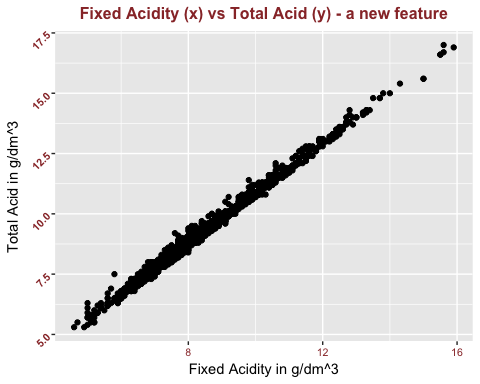 Fixed Acidity (x) vs Total Acid (y) - a new feature
17.5
15.0
12.5
10.0
7.5
5.0
Total Acid in g/dm^3
8 12 16
Fixed Acidity in g/dm^3